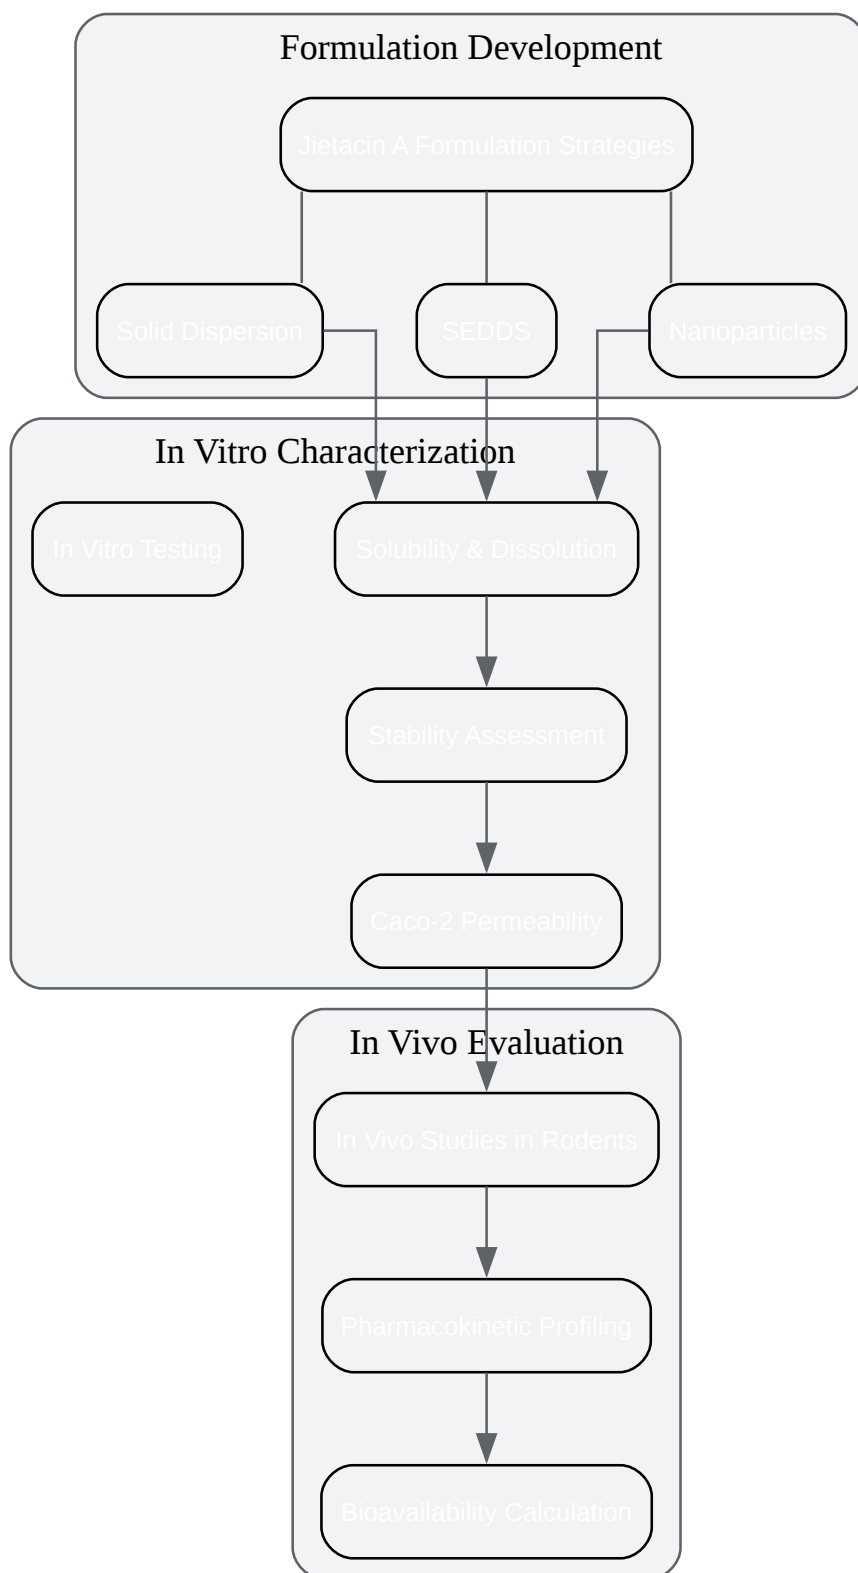 Formulation Development
Jietacin A Formulation Strategies
Solid Dispersion
SEDDS
Nanoparticles
In Vitro Characterization
In Vitro Testing
Solubility & Dissolution
Stability Assessment
Caco-2 Permeability
In Vivo Evaluation
In Vivo Studies in Rodents
Pharmacokinetic Profiling
Bioavailability Calculation